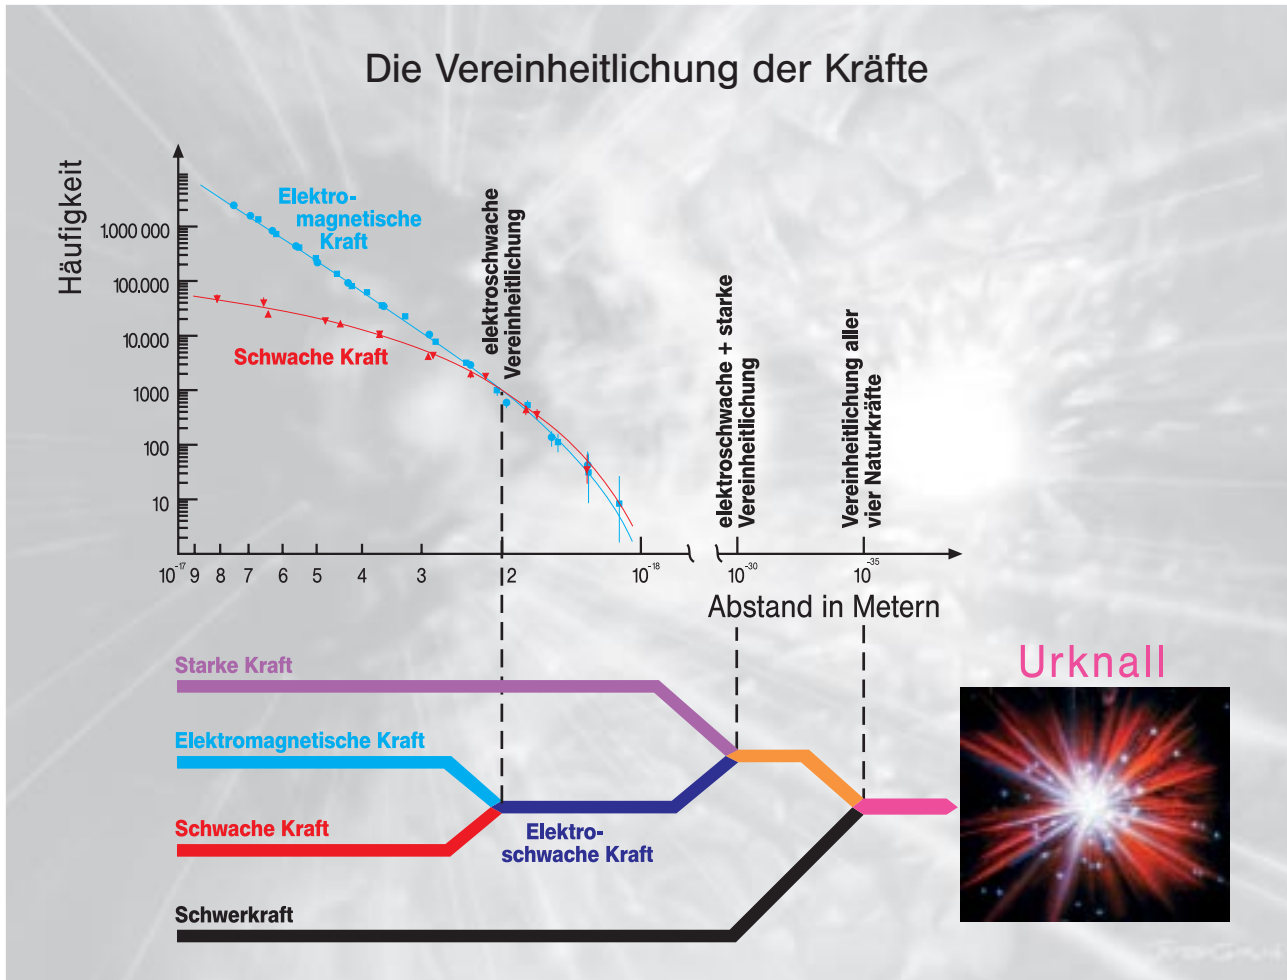 Die Vereinheitlichung der Kräfte
Häufigkeit
1.000 000
100.000
10.000
1000
100
10
Elektro-
magnetische
Kraft
Schwache Kraft
elektroschwache
Vereinheitlichung
elektroschwache + starke
Vereinheitlichung
Vereinheitlichung aller
vier Naturkräfte
10⁻¹⁷ 9 8 7 6 5 4 3 2 10⁻¹⁸ 10⁻³⁰ 10⁻³⁵
Abstand in Metern
Urknall
Starke Kraft
Elektromagnetische Kraft
Schwache Kraft
Elektro-
schwache Kraft
Schwerkraft